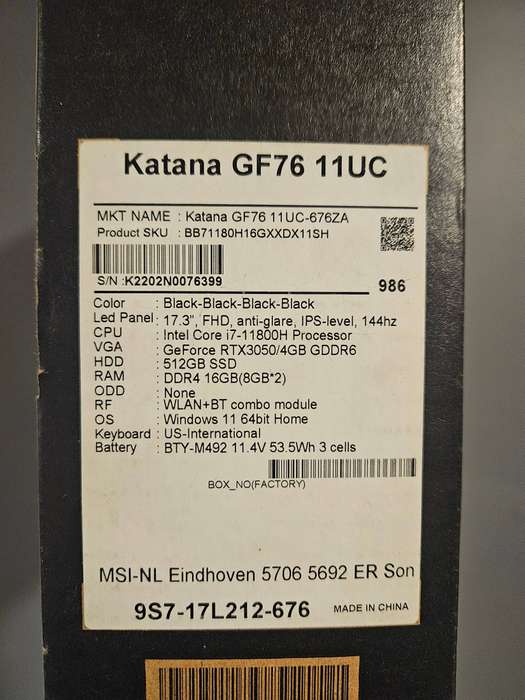 Katana GF76 11UC
MKT NAME : Katana GF76 11UC-676ZA
Product SKU : BB71180H16GXXDX11SH
S/N :K2202N0076399
986
Color : Black-Black-Black-Black
Led Panel : 17.3", FHD, anti-glare, IPS-level, 144hz
CPU : Intel Core i7-11800H Processor
VGA : GeForce RTX3050/4GB GDDR6
HDD : 512GB SSD
RAM : DDR4 16GB(8GB*2)
ODD : None
RF : WLAN+BT combo module
OS : Windows 11 64bit Home
Keyboard : US-International
Battery : BTY-M492 11.4V 53.5Wh 3 cells
BOX_NO(FACTORY)
MSI-NL Eindhoven 5706 5692 ER Son
9S7-17L212-676 MADE IN CHINA